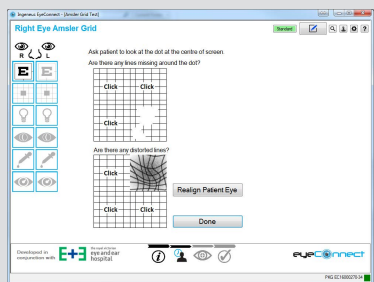 Ingeneus EyeConnect - [Amsler Grid Test]
Right Eye Amsler Grid
Standard
?
R L
E E
Ask patient to look at the dot at the centre of screen
Are there any lines missing around the dot?
Click Click
Click
Are there any distorted lines?
Click
Click Click
Realign Patient Eye
Done
Developed in
conjunction with
eye and ear
hospital.
eyeConnect